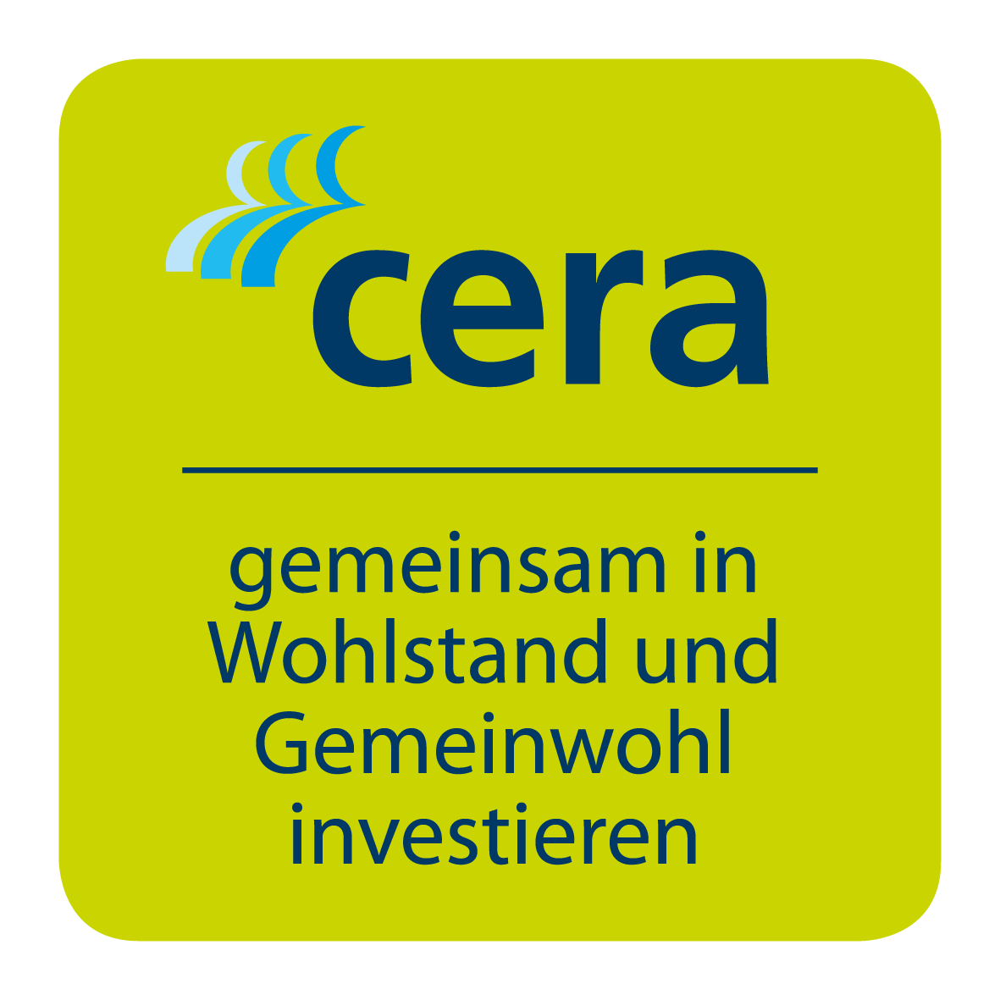 cera
gemeinsam in
Wohlstand und
Gemeinwohl
investieren